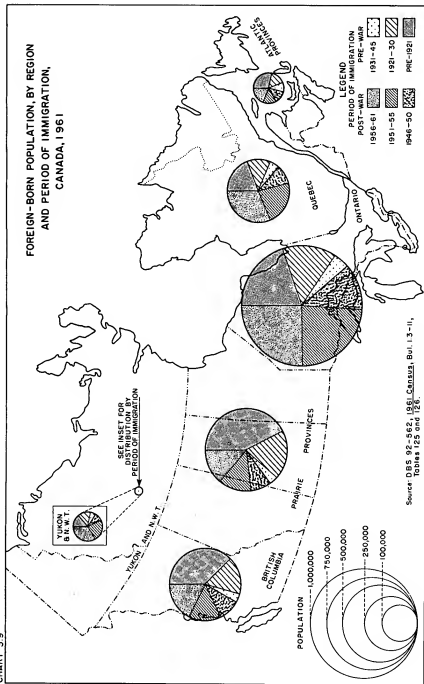 CHART 5.9
FOREIGN-BORN POPULATION, BY REGION
AND PERIOD OF IMMIGRATION,
CANADA, 1961
YUKON
& N.W.T.
SEE INSET FOR
DISTRIBUTION BY
PERIOD OF IMMIGRATION
YUKON AND N.W.T.
BRITISH
COLUMBIA
PRAIRIE
PROVINCES
ONTARIO
QUEBEC
ATLANTIC
PROVINCES
POPULATION
1,000,000
750,000
500,000
250,000
100,000
LEGEND
PERIOD OF IMMIGRATION
POST-WAR
PRE-WAR
1956-61
1931-45
1951-55
1921-30
1946-50
PRE-1921
Source: DBS 92-562, 1961 Census, Bul. 1.3-11,
Tables 125 and 126.